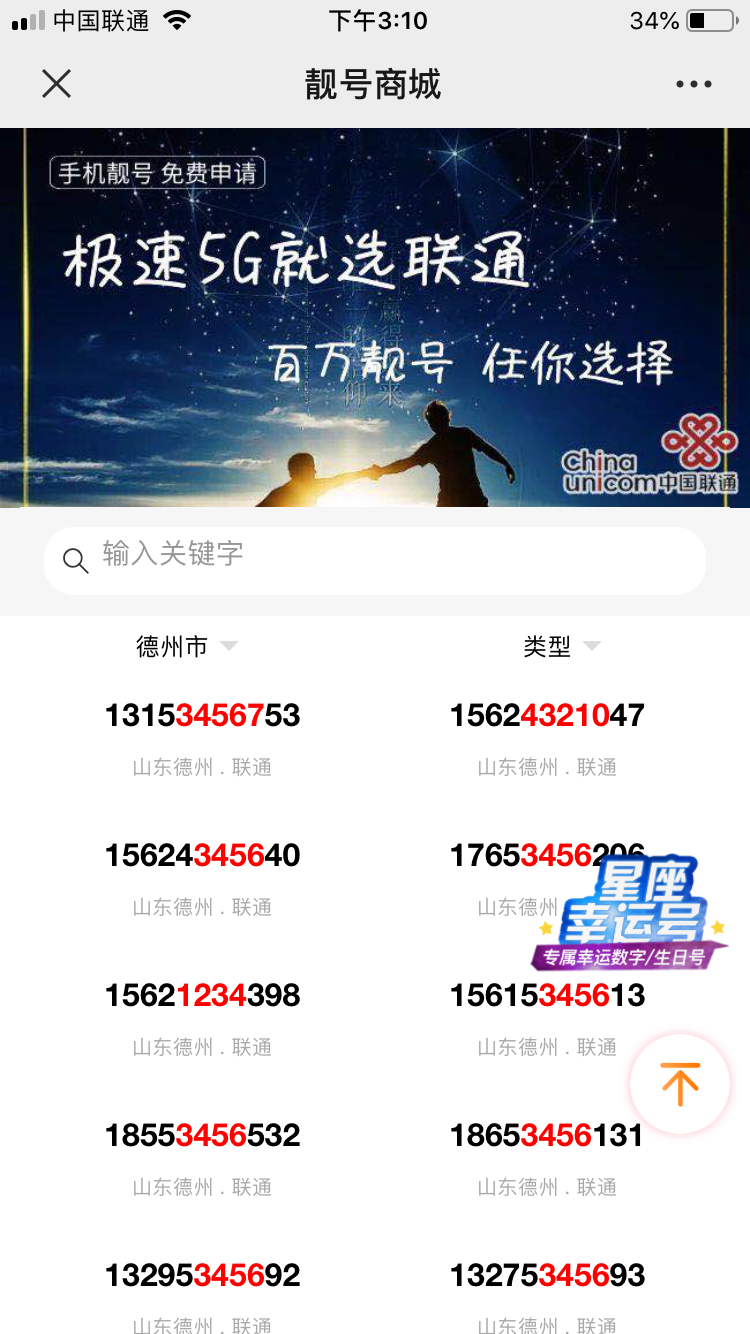 中国联通
下午3:10
34%
靓号商城
手机靓号 免费申请
极速5G就选联通
百万靓号 任你选择
China
unicom中国联通
输入关键字
德州市
类型
13153456753
15624321047
山东德州 . 联通
山东德州 . 联通
15624345640
17653456206
山东德州 . 联通
山东德州
星座
幸运号
专属幸运数字/生日号
15621234398
15615345613
山东德州 . 联通
山东德州 . 联通
18553456532
18653456131
山东德州 . 联通
山东德州 . 联通
13295345692
13275345693
山东德州 . 联通
山东德州 . 联通